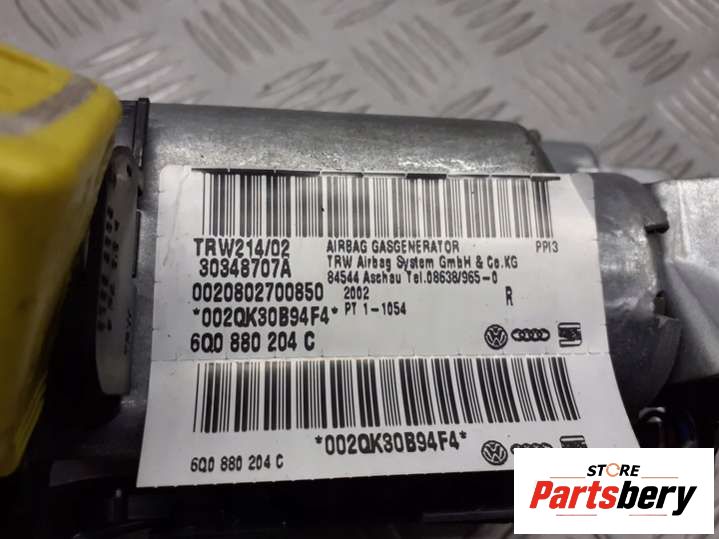 TRW214/02
AIRBAG GASGENERATOR PPI3
30348707A
TRW Airbag System GmbH & Co.KG
84544 Aschau Tel.08638/965-0
0020802700850
2002 R
*002QK30B94F4*
PT 1-1054
6Q0 880 204 C
*002QK30B94F4*
6Q0 880 204 C
STORE
Partsbery